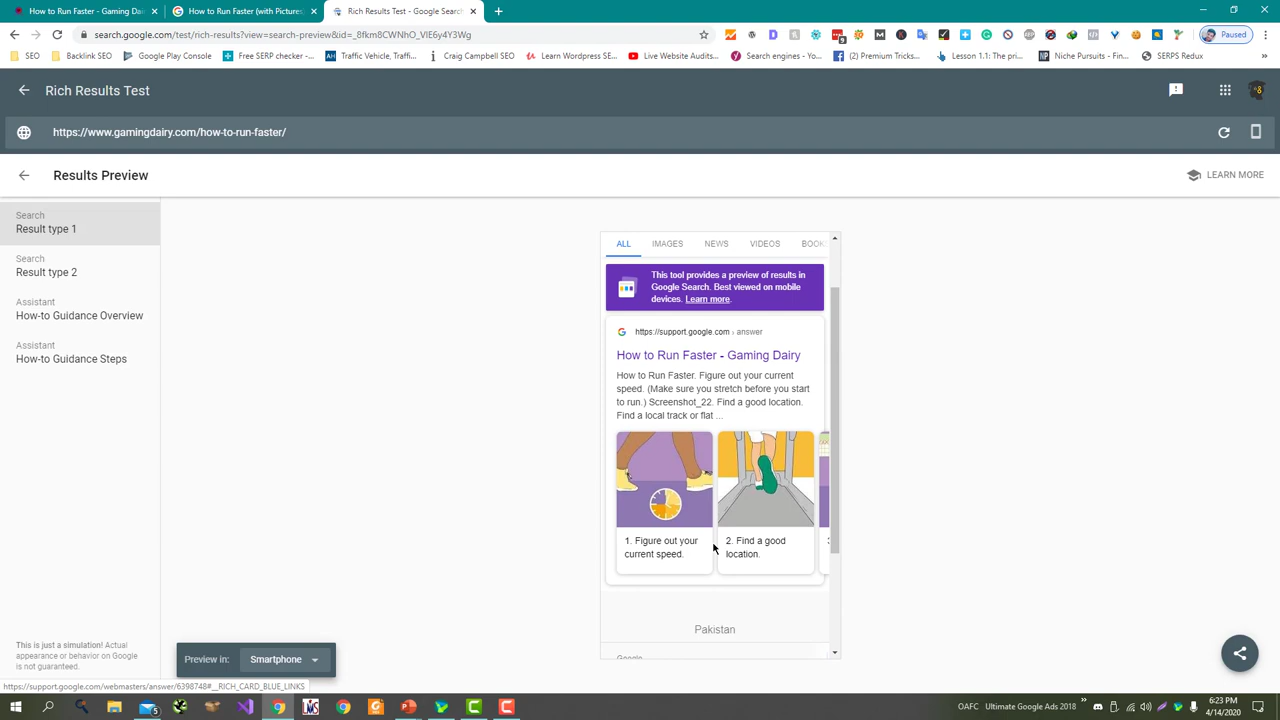 How to Run Faster - Gaming Dair
How to Run Faster (with Pictures)
Rich Results Test - Google Searc
search.google.com/test/rich-results?view=search-preview&id=_8fkm8CWNhO_VlE6y4Y3Wg
Paused
SEO
Backlink SEO
Google Play Console
Free SERP checker -...
Traffic Vehicle, Traffi...
Craig Campbell SEO
Learn Wordpress SE...
Live Website Audits...
Search engines - Yo...
(2) Premium Tricks...
Lesson 1.1: The pri...
Niche Pursuits - Fin...
SERPS Redux
Rich Results Test
https://www.gamingdairy.com/how-to-run-faster/
Results Preview
LEARN MORE
Search
Result type 1
Search
Result type 2
Assistant
How-to Guidance Overview
Assistant
How-to Guidance Steps
ALL IMAGES NEWS VIDEOS BOOK
This tool provides a preview of results in
Google Search. Best viewed on mobile
devices. Learn more.
https://support.google.com › answer
How to Run Faster - Gaming Dairy
How to Run Faster. Figure out your current
speed. (Make sure you stretch before you start
to run.) Screenshot_22. Find a good location.
Find a local track or flat ...
1. Figure out your
current speed.
2. Find a good
location.
Pakistan
Google
This is just a simulation! Actual
appearance or behavior on Google
is not guaranteed.
Preview in: Smartphone
https://support.google.com/webmasters/answer/6398748#__RICH_CARD_BLUE_LINKS
OAFC Ultimate Google Ads 2018
6:23 PM
4/14/2020